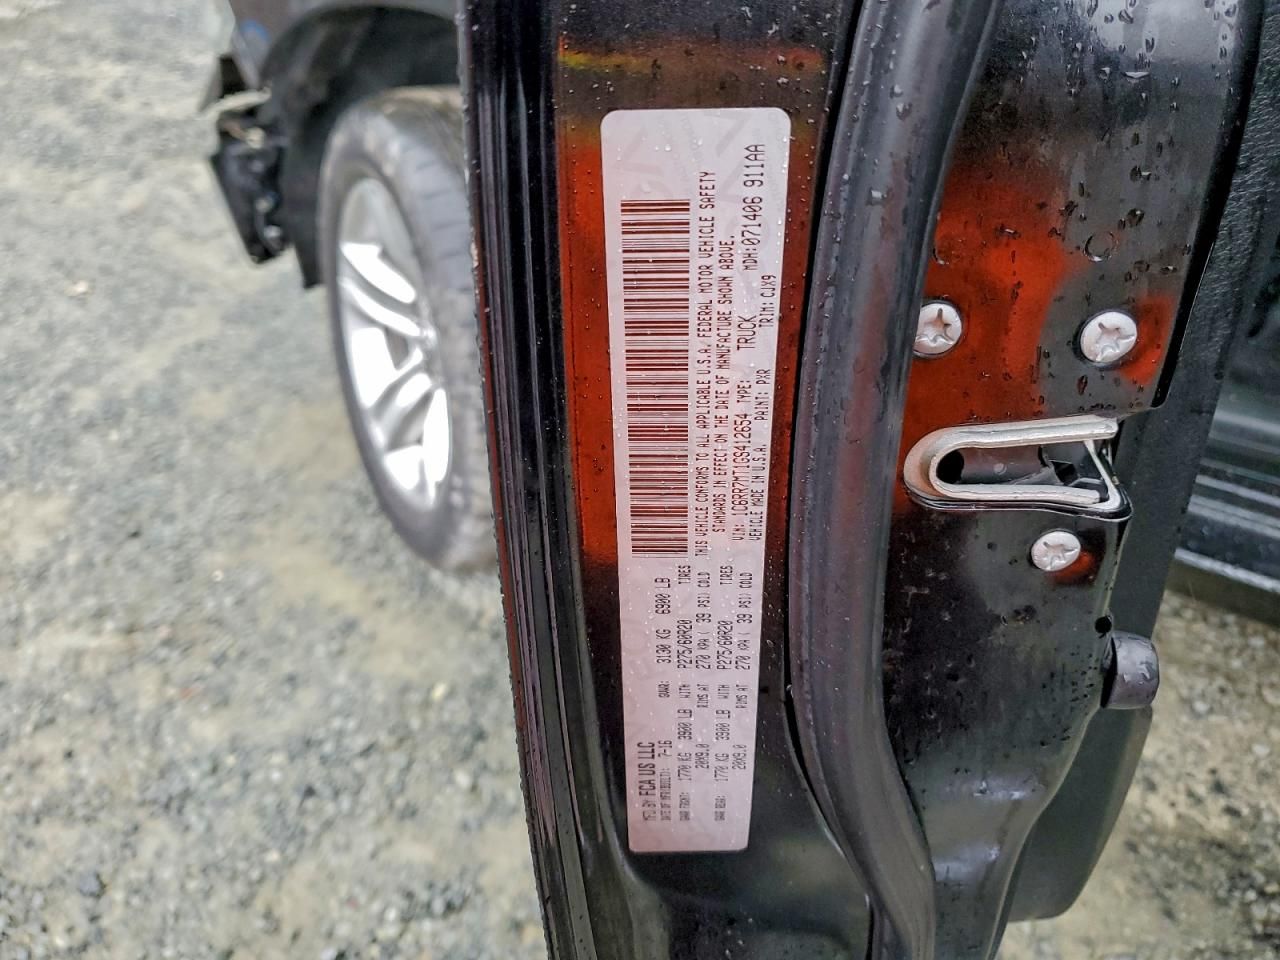 MFD BY FCA US LLC
DATE OF MFR(BUILT): 7-16 GVWR: 3130 KG 6900 LB
GAWR FRONT: 1770 KG 3900 LB WITH P275/60R20 TIRES
20X9.0 RIMS AT 270 KPA( 39 PSI) COLD
GAWR REAR: 1770 KG 3900 LB WITH P275/60R20 TIRES
20X9.0 RIMS AT 270 KPA( 39 PSI) COLD
THIS VEHICLE CONFORMS TO ALL APPLICABLE U.S.A. FEDERAL MOTOR VEHICLE SAFETY
STANDARDS IN EFFECT ON THE DATE OF MANUFACTURE SHOWN ABOVE.
VIN: 1C6RR7MT1GS412654 TYPE: TRUCK MDH:071406 911AA
VEHICLE MADE IN U.S.A. PAINT: PXR TRIM: CJX9